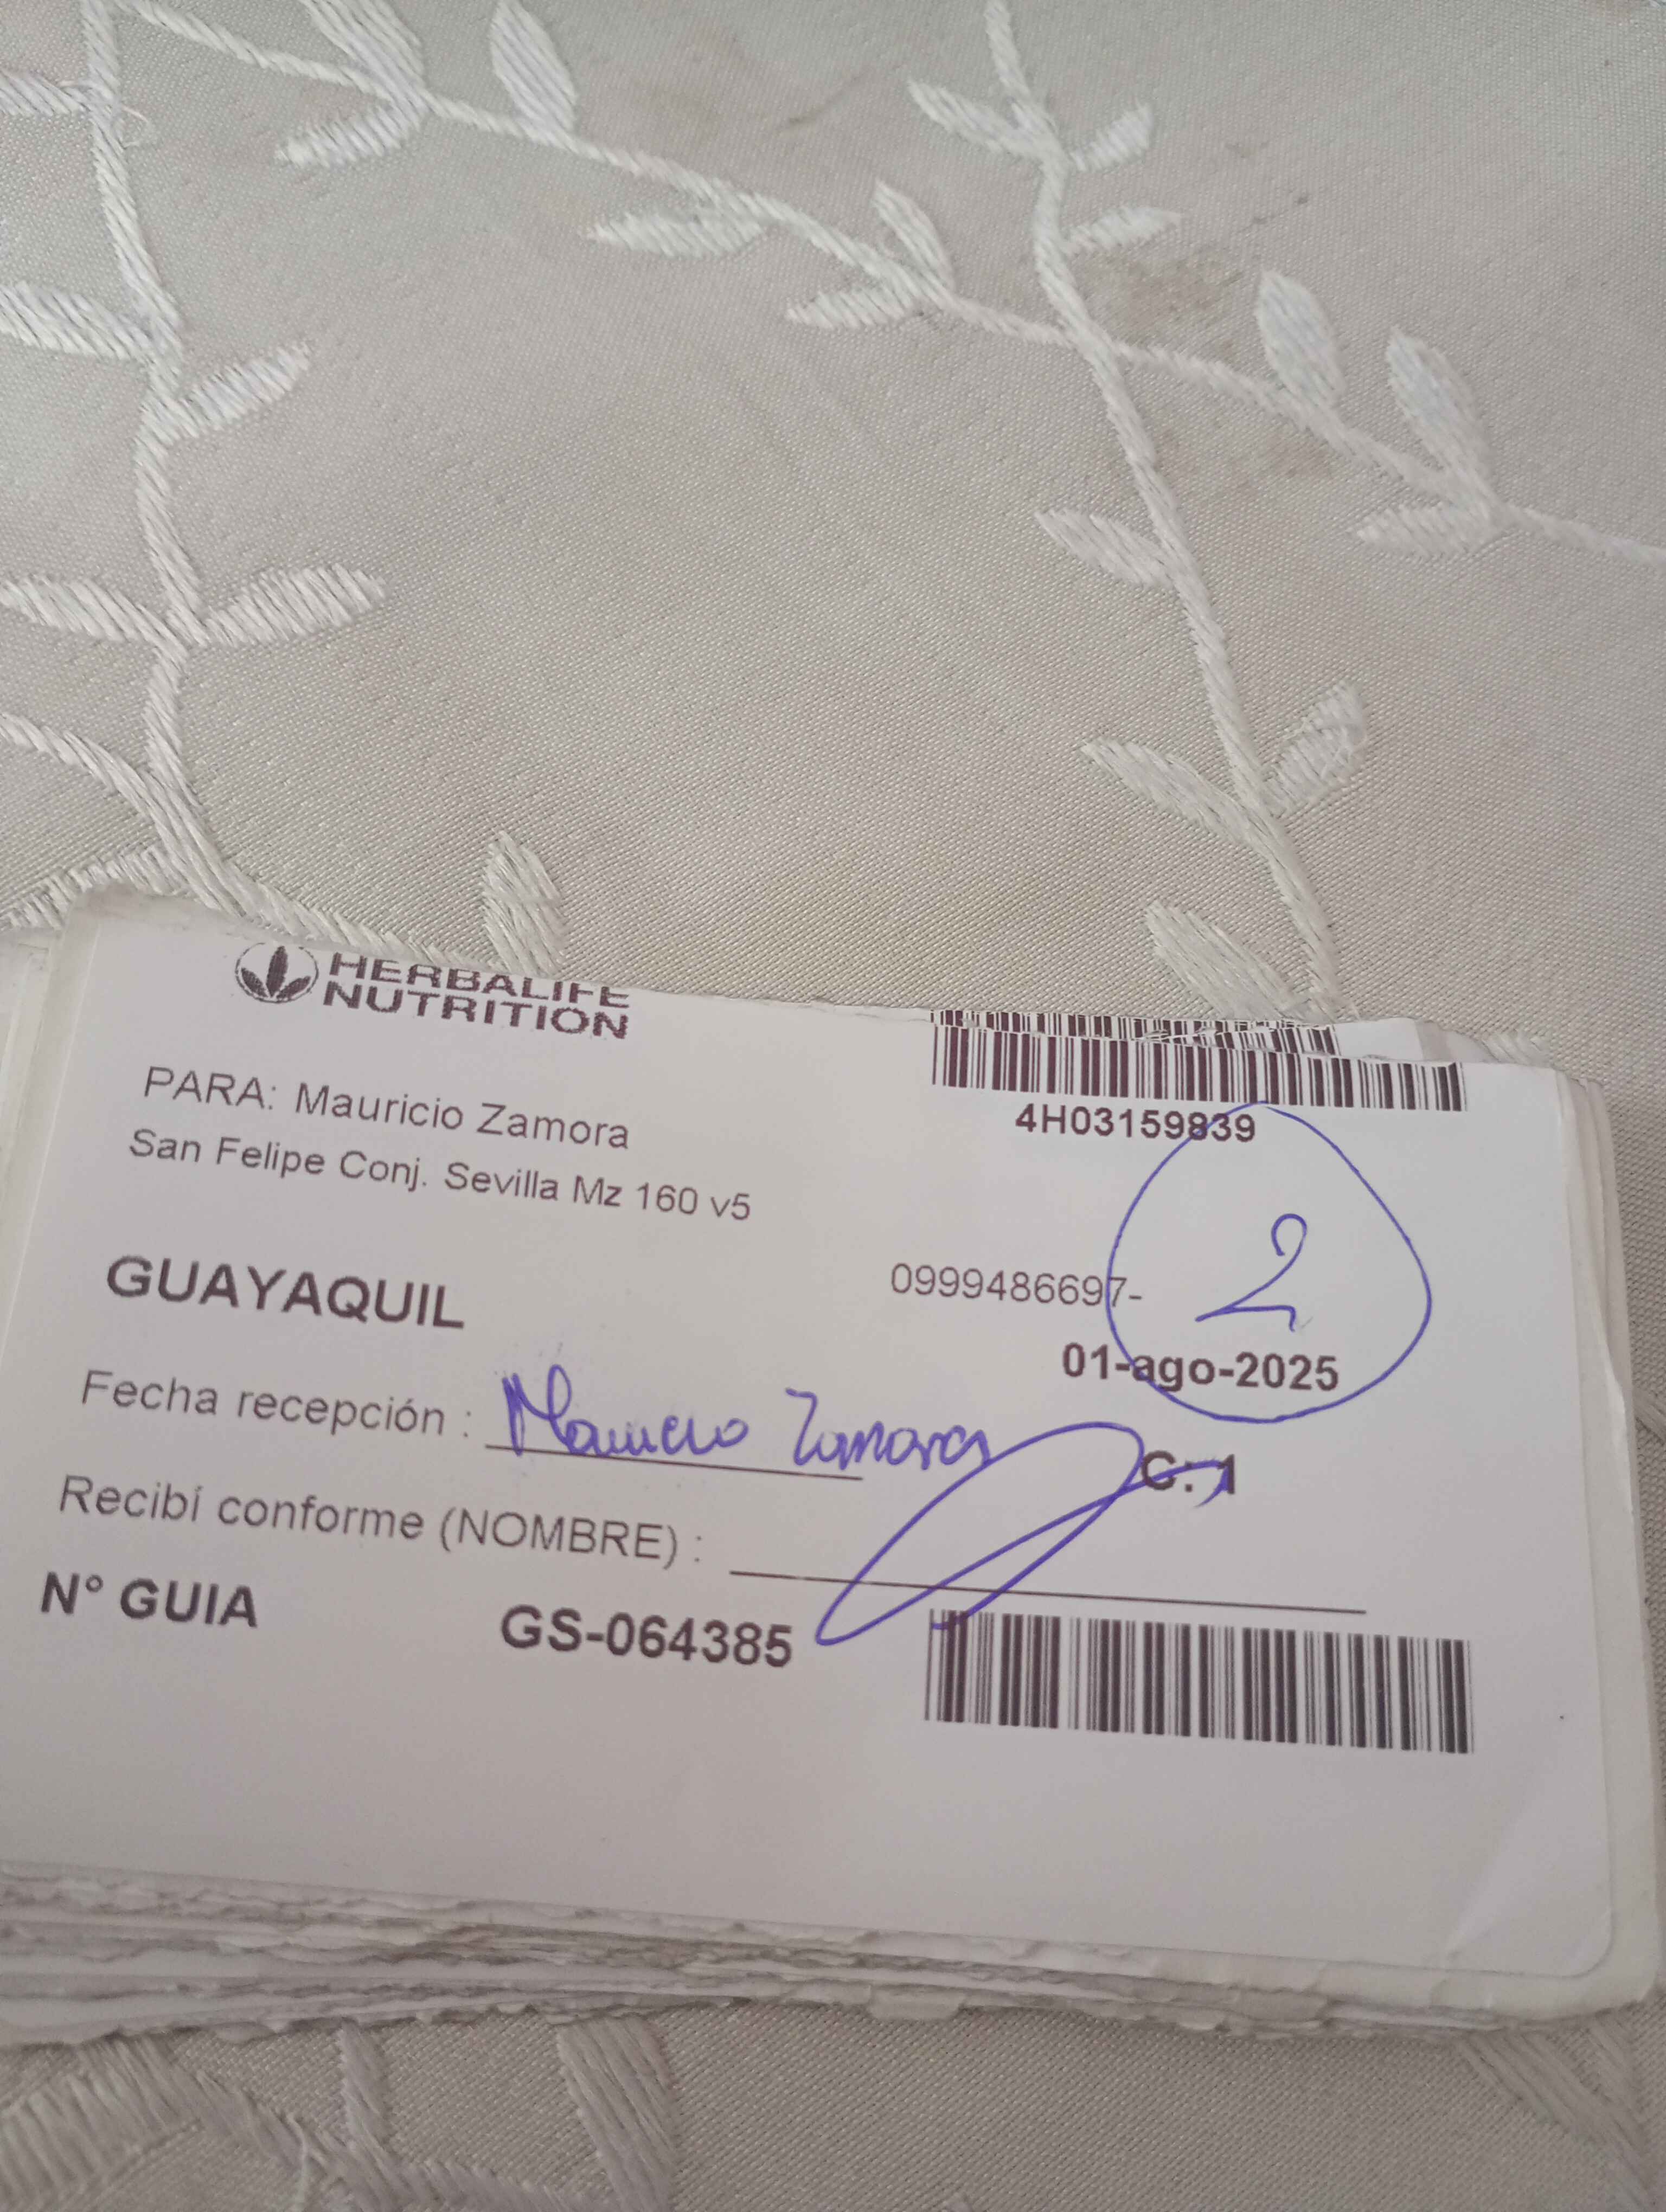 HERBALIFE
NUTRITION
4H03159839
PARA: Mauricio Zamora
San Felipe Conj. Sevilla Mz 160 v5
2
GUAYAQUIL
0999486697-
01-ago-2025
Fecha recepción : Mauricio Zamora
C: 1
Recibí conforme (NOMBRE) :
N° GUIA GS-064385